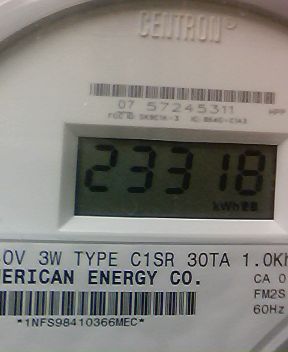 CENTRON
07 57245311
23318
kWh
0V 3W TYPE C1SR 30TA 1.0Kh
ERICAN ENERGY CO.
CA 0
FM2S
60Hz
*1NFS98410366MEC*